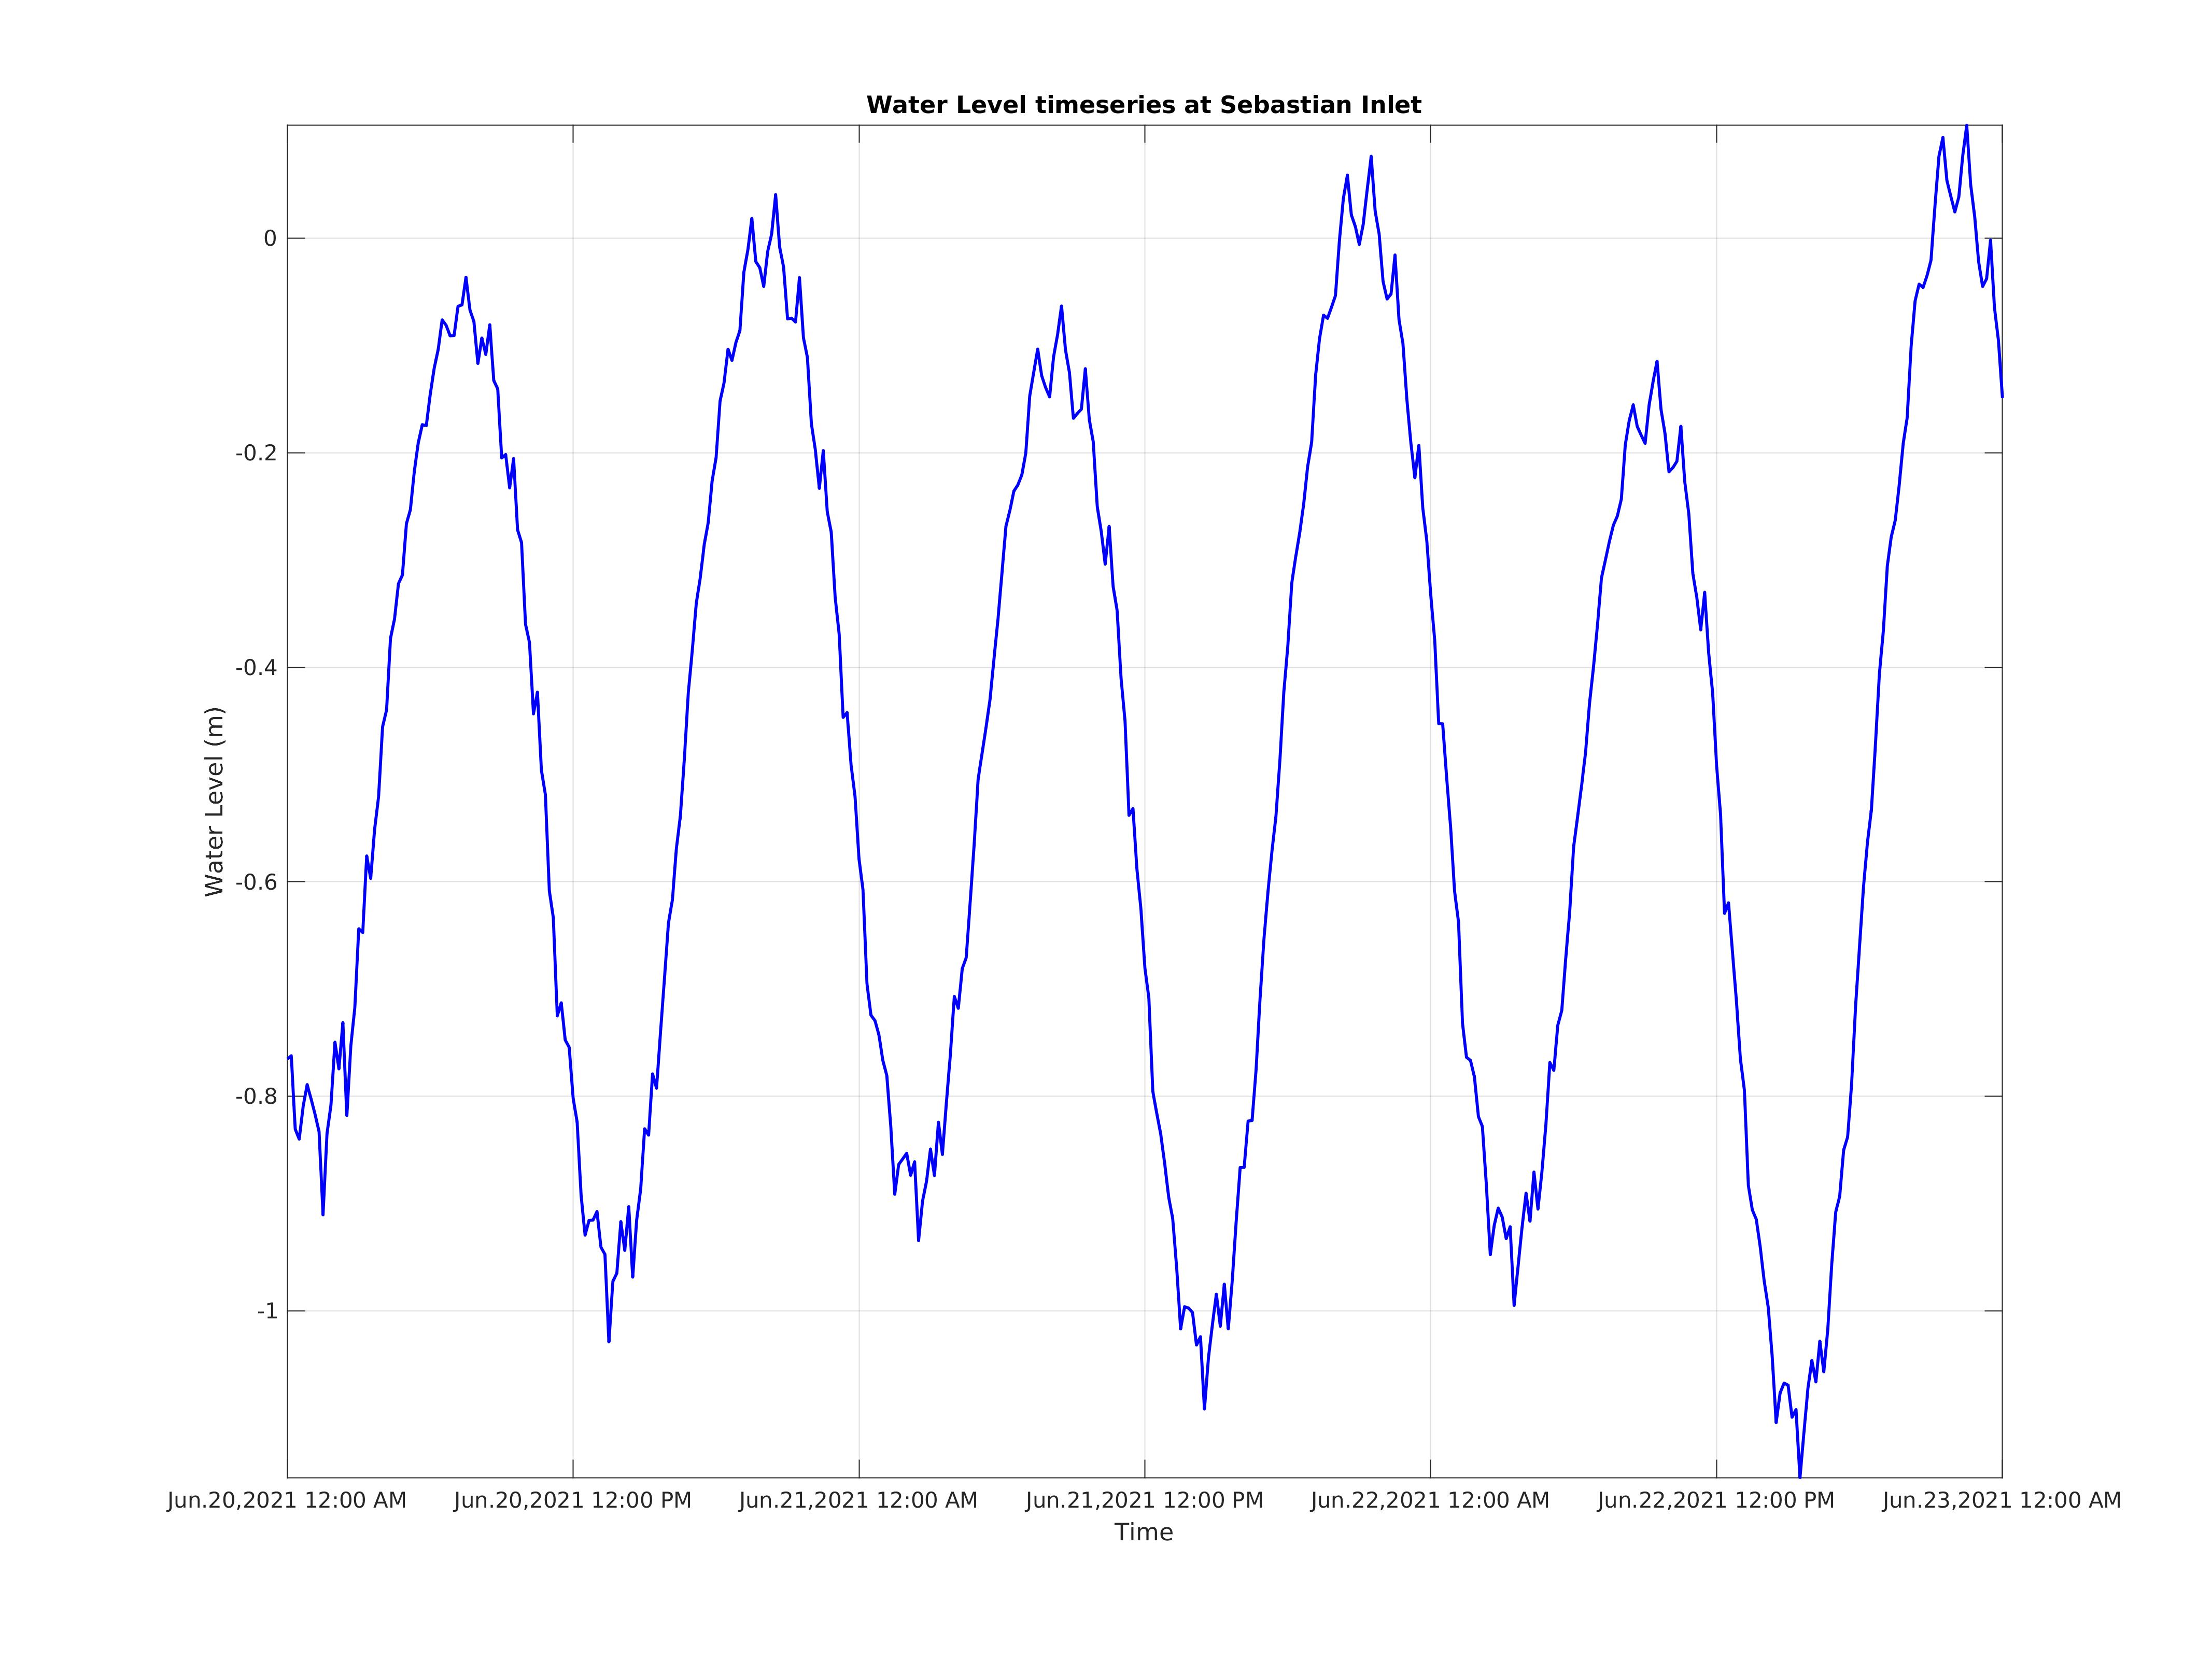 Water Level timeseries at Sebastian Inlet
0
-0.2
-0.4
-0.6
-0.8
-1
Water Level (m)
Jun.20,2021 12:00 AM
Jun.20,2021 12:00 PM
Jun.21,2021 12:00 AM
Jun.21,2021 12:00 PM
Jun.22,2021 12:00 AM
Jun.22,2021 12:00 PM
Jun.23,2021 12:00 AM
Time